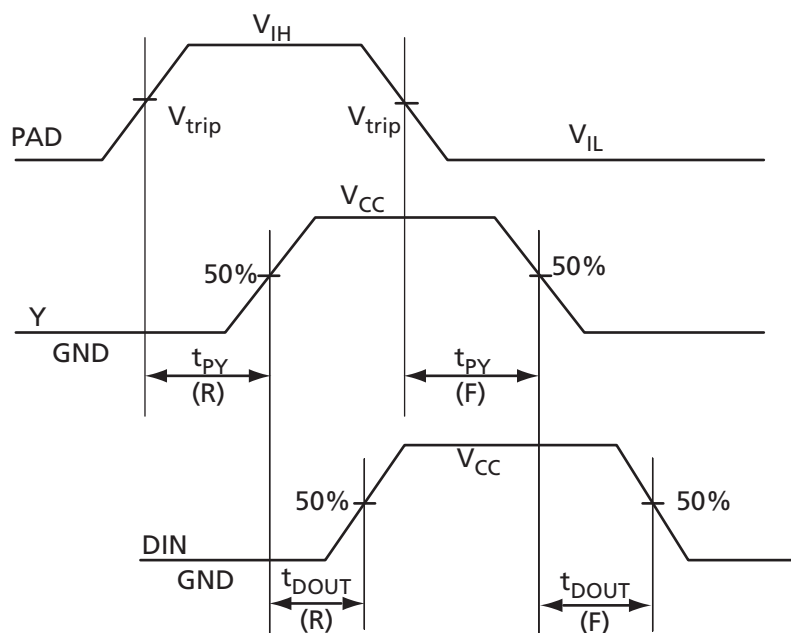 V_IH
PAD V_trip V_trip V_IL
V_CC
50% 50%
Y
GND
t_PY t_PY
(R) (F)
V_CC
50% 50%
DIN
GND
t_DOUT t_DOUT
(R) (F)